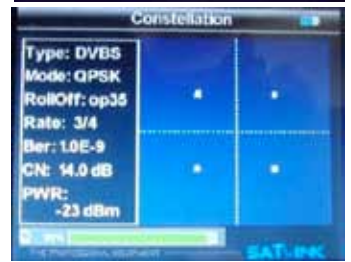 Constellation
Type: DVBS
Mode: QPSK
RollOff: op35
Rate: 3/4
Ber: 1.0E-9
CN: 14.0 dB
PWR:
-23 dBm
SATLINK